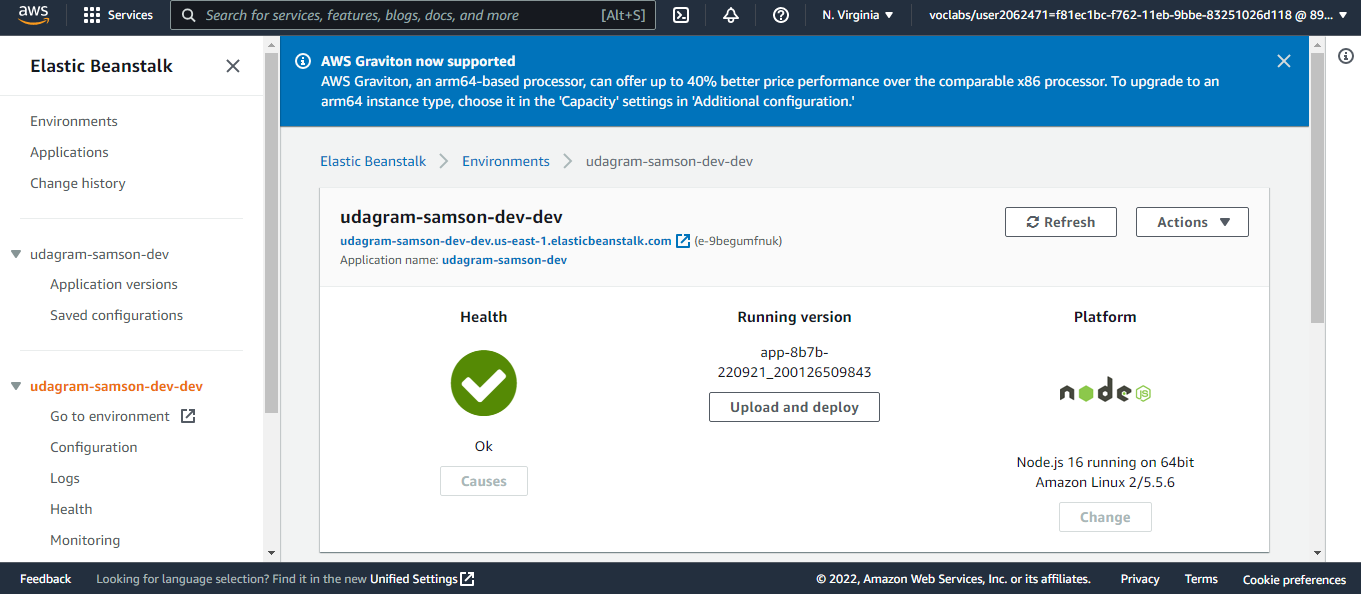 aws
Services
Search for services, features, blogs, docs, and more
[Alt+S]
N. Virginia
voclabs/user2062471=f81ec1bc-f762-11eb-9bbe-83251026d118 @ 89...
Elastic Beanstalk
Environments
Applications
Change history
udagram-samson-dev
Application versions
Saved configurations
udagram-samson-dev-dev
Go to environment
Configuration
Logs
Health
Monitoring
AWS Graviton now supported
AWS Graviton, an arm64-based processor, can offer up to 40% better price performance over the comparable x86 processor. To upgrade to an
arm64 instance type, choose it in the 'Capacity' settings in 'Additional configuration.'
Elastic Beanstalk
Environments
udagram-samson-dev-dev
udagram-samson-dev-dev
udagram-samson-dev-dev.us-east-1.elasticbeanstalk.com (e-9begumfnuk)
Application name: udagram-samson-dev
Refresh
Actions
Health
Ok
Causes
Running version
app-8b7b-
220921_200126509843
Upload and deploy
Platform
node JS
Node.js 16 running on 64bit
Amazon Linux 2/5.5.6
Change
Feedback
Looking for language selection? Find it in the new Unified Settings
© 2022, Amazon Web Services, Inc. or its affiliates.
Privacy
Terms
Cookie preferences